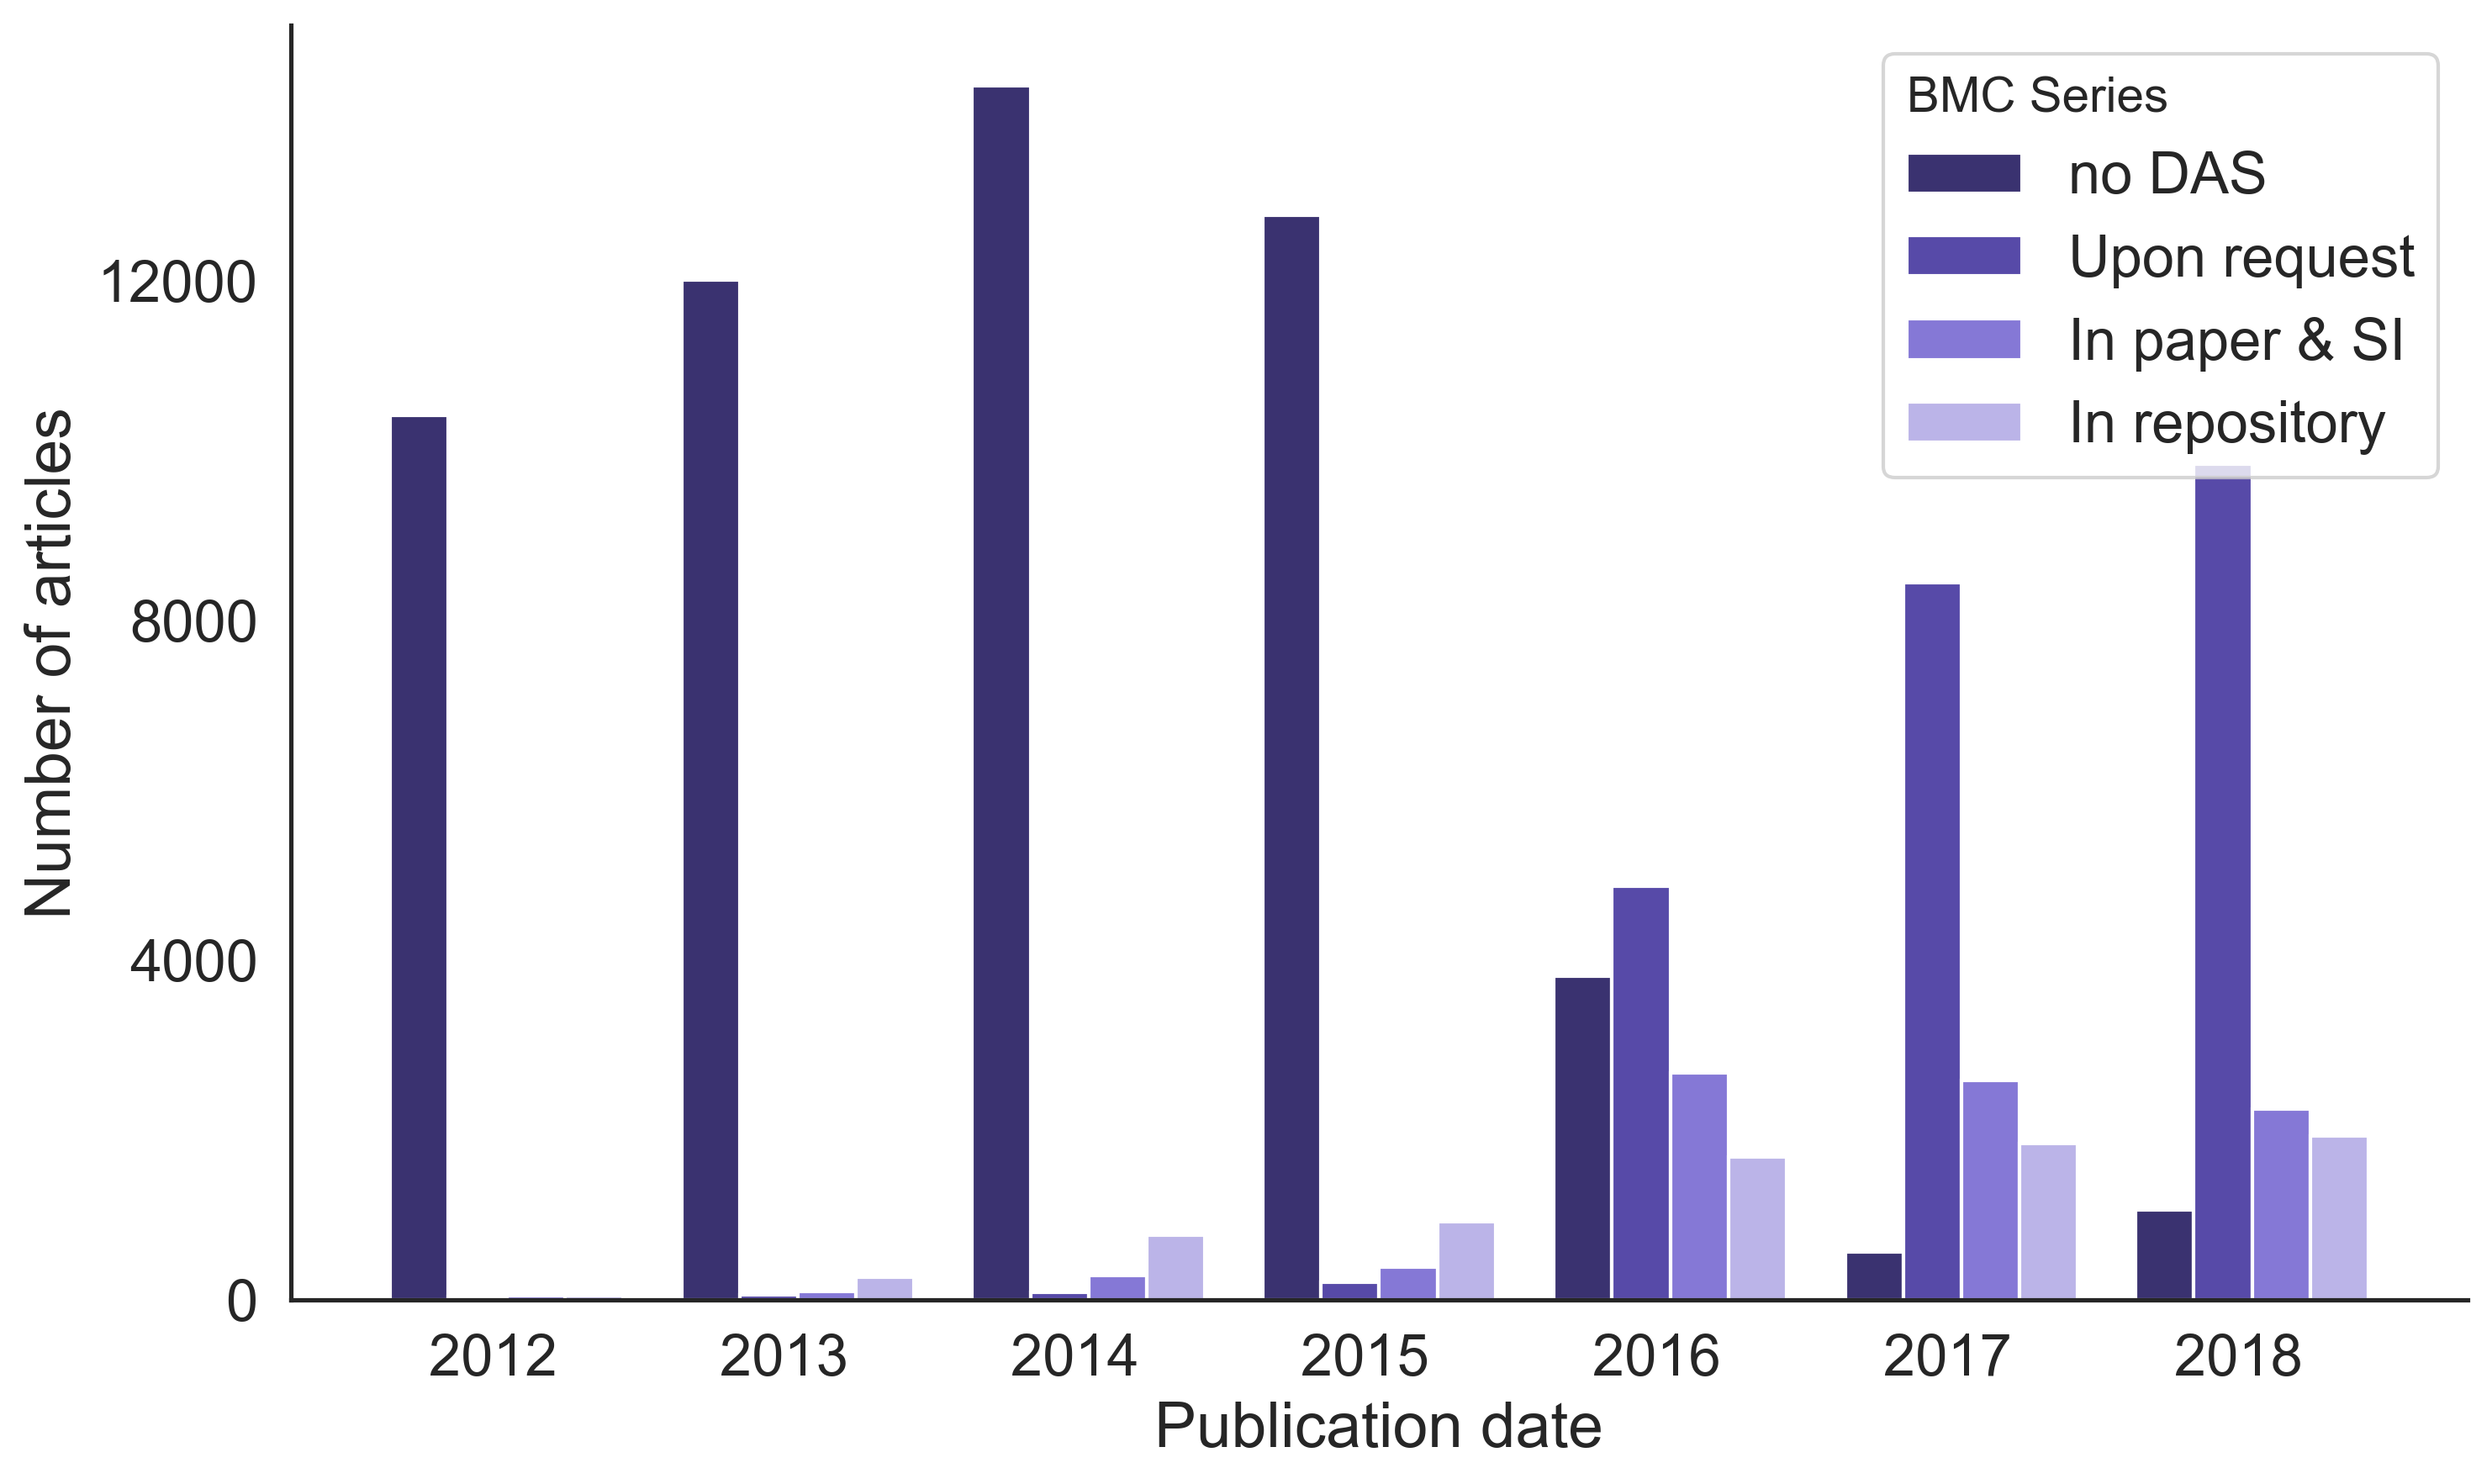 BMC Series
no DAS
Upon request
In paper & SI
In repository
Number of articles
12000
8000
4000
0
2012 2013 2014 2015 2016 2017 2018
Publication date